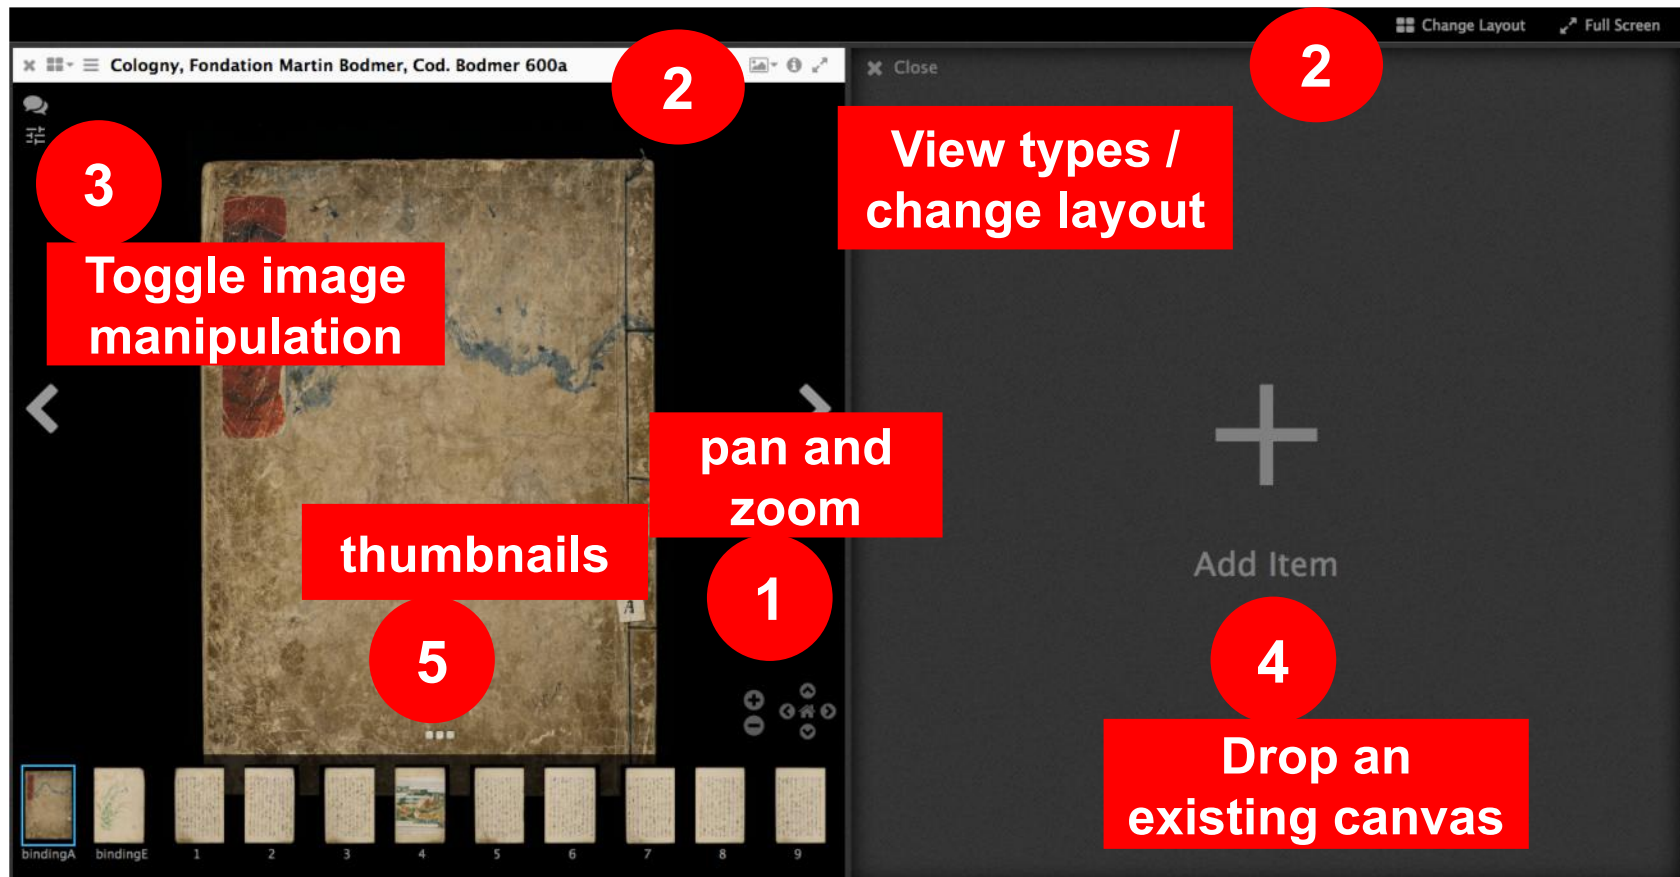 Change Layout
Full Screen
Cologny, Fondation Martin Bodmer, Cod. Bodmer 600a
2
2
Close
View types /
change layout
3
Toggle image
manipulation
pan and
zoom
1
thumbnails
5
A
Add Item
4
Drop an
existing canvas
bindingA
bindingE
1
2
3
4
5
6
7
8
9